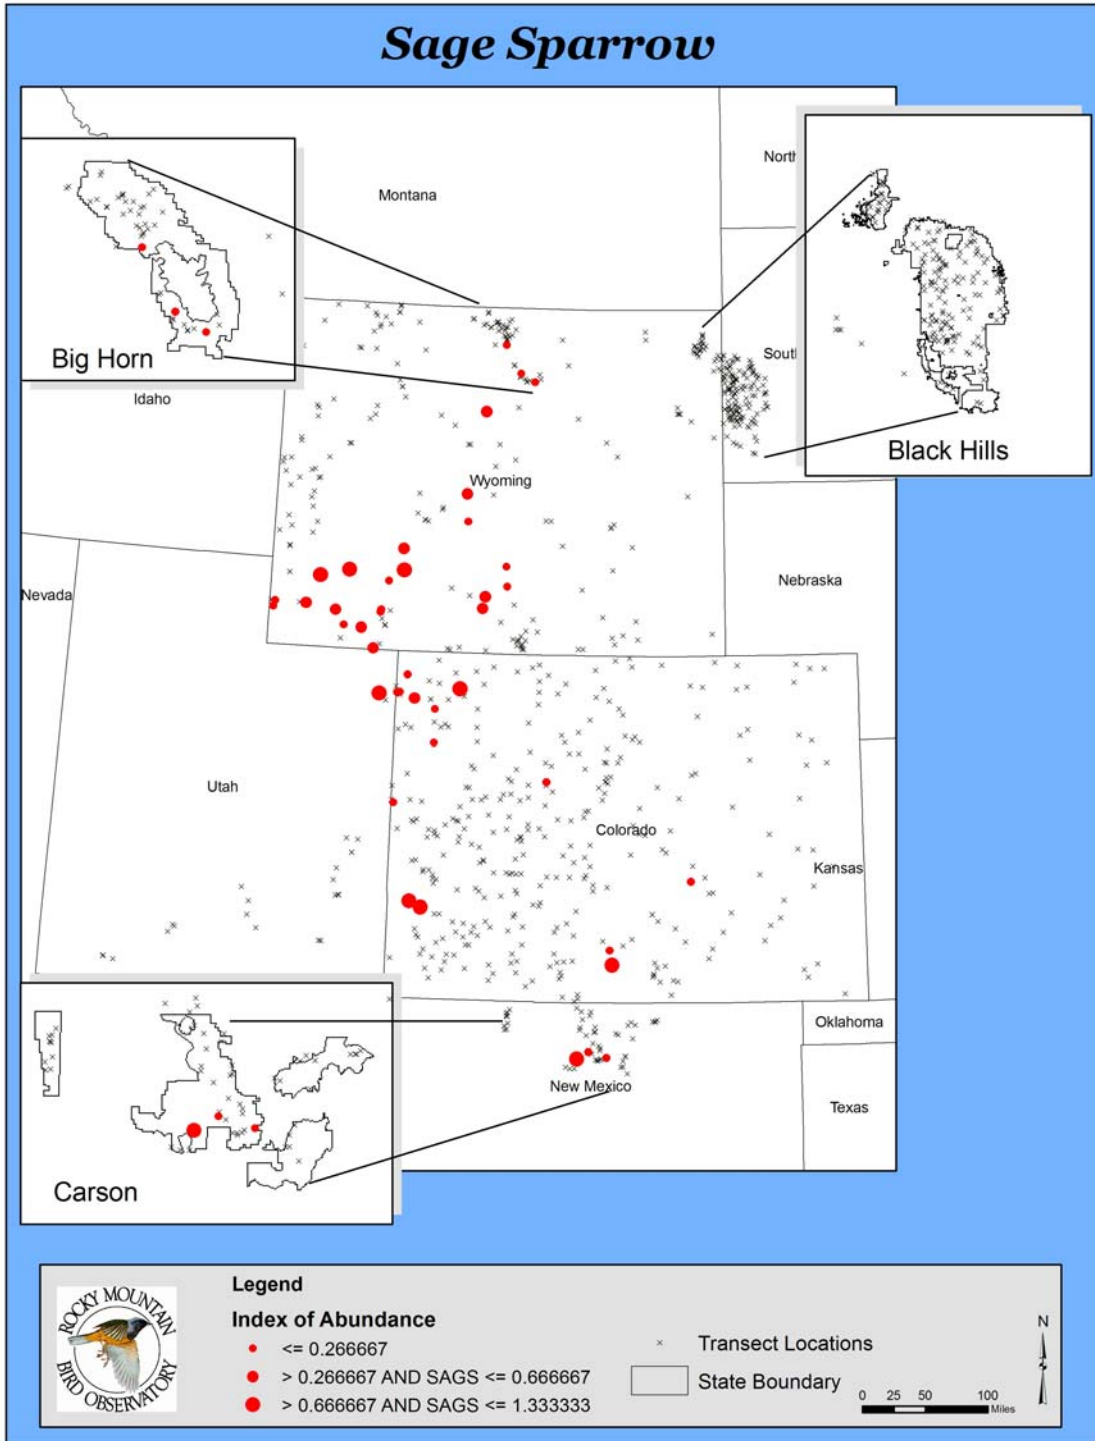 Sage Sparrow
Montana
North
South
Big Horn
Idaho
Black Hills
Wyoming
Nebraska
Nevada
Utah
Colorado
Kansas
Oklahoma
New Mexico
Texas
Carson
Legend
Index of Abundance
<= 0.266667
> 0.266667 AND SAGS <= 0.666667
> 0.666667 AND SAGS <= 1.333333
Transect Locations
State Boundary
N
0 25 50 100
Miles
ROCKY MOUNTAIN
BIRD OBSERVATORY